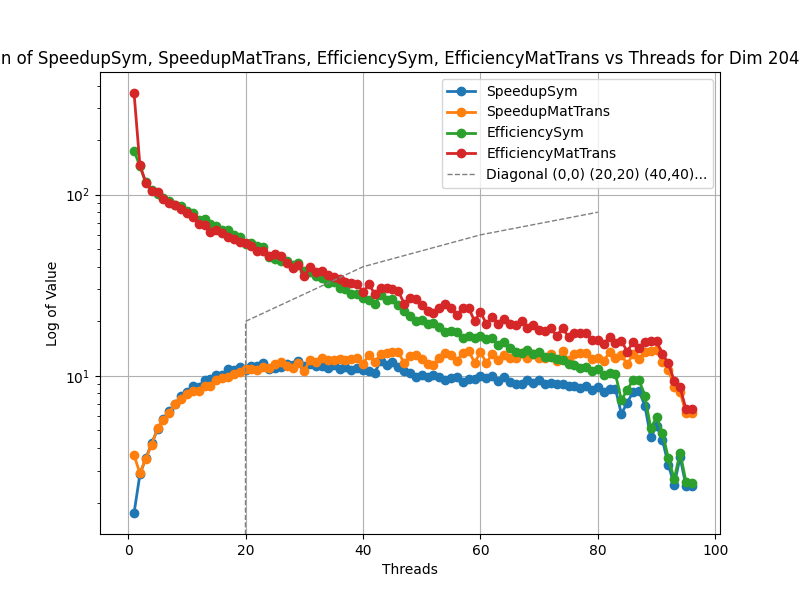 n of SpeedupSym, SpeedupMatTrans, EfficiencySym, EfficiencyMatTrans vs Threads for Dim 204
SpeedupSym
SpeedupMatTrans
EfficiencySym
EfficiencyMatTrans
Diagonal (0,0) (20,20) (40,40)...
10²
10¹
Log of Value
0 20 40 60 80 100
Threads